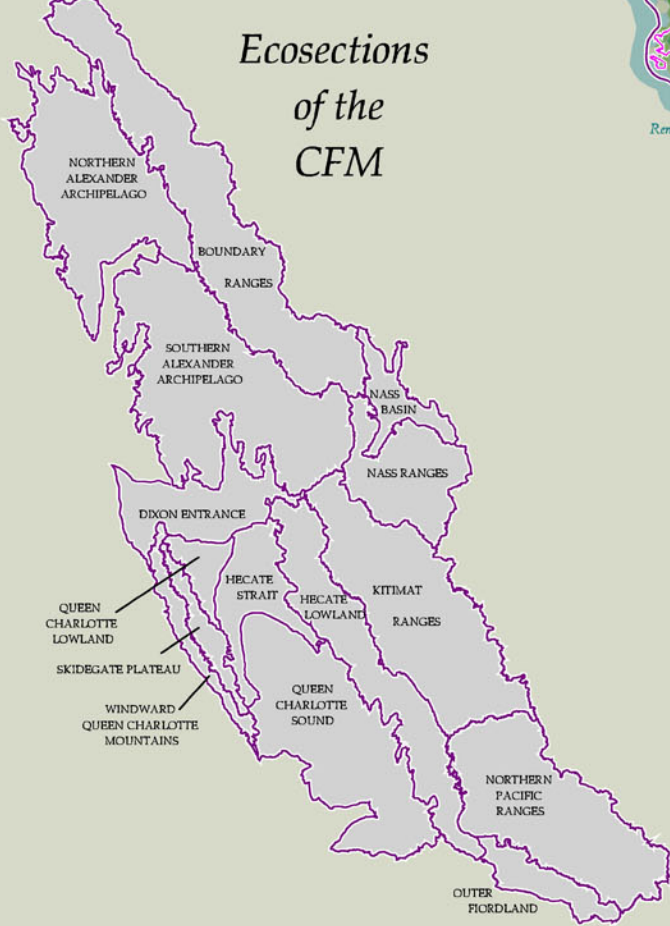 Ecosections
of the
CFM
NORTHERN
ALEXANDER
ARCHIPELAGO
BOUNDARY
RANGES
SOUTHERN
ALEXANDER
ARCHIPELAGO
NASS
BASIN
NASS RANGES
DIXON ENTRANCE
HECATE
STRAIT
HECATE
LOWLAND
KITIMAT
RANGES
QUEEN
CHARLOTTE
LOWLAND
SKIDEGATE PLATEAU
WINDWARD
QUEEN CHARLOTTE
MOUNTAINS
QUEEN
CHARLOTTE
SOUND
NORTHERN
PACIFIC
RANGES
OUTER
FIORDLAND